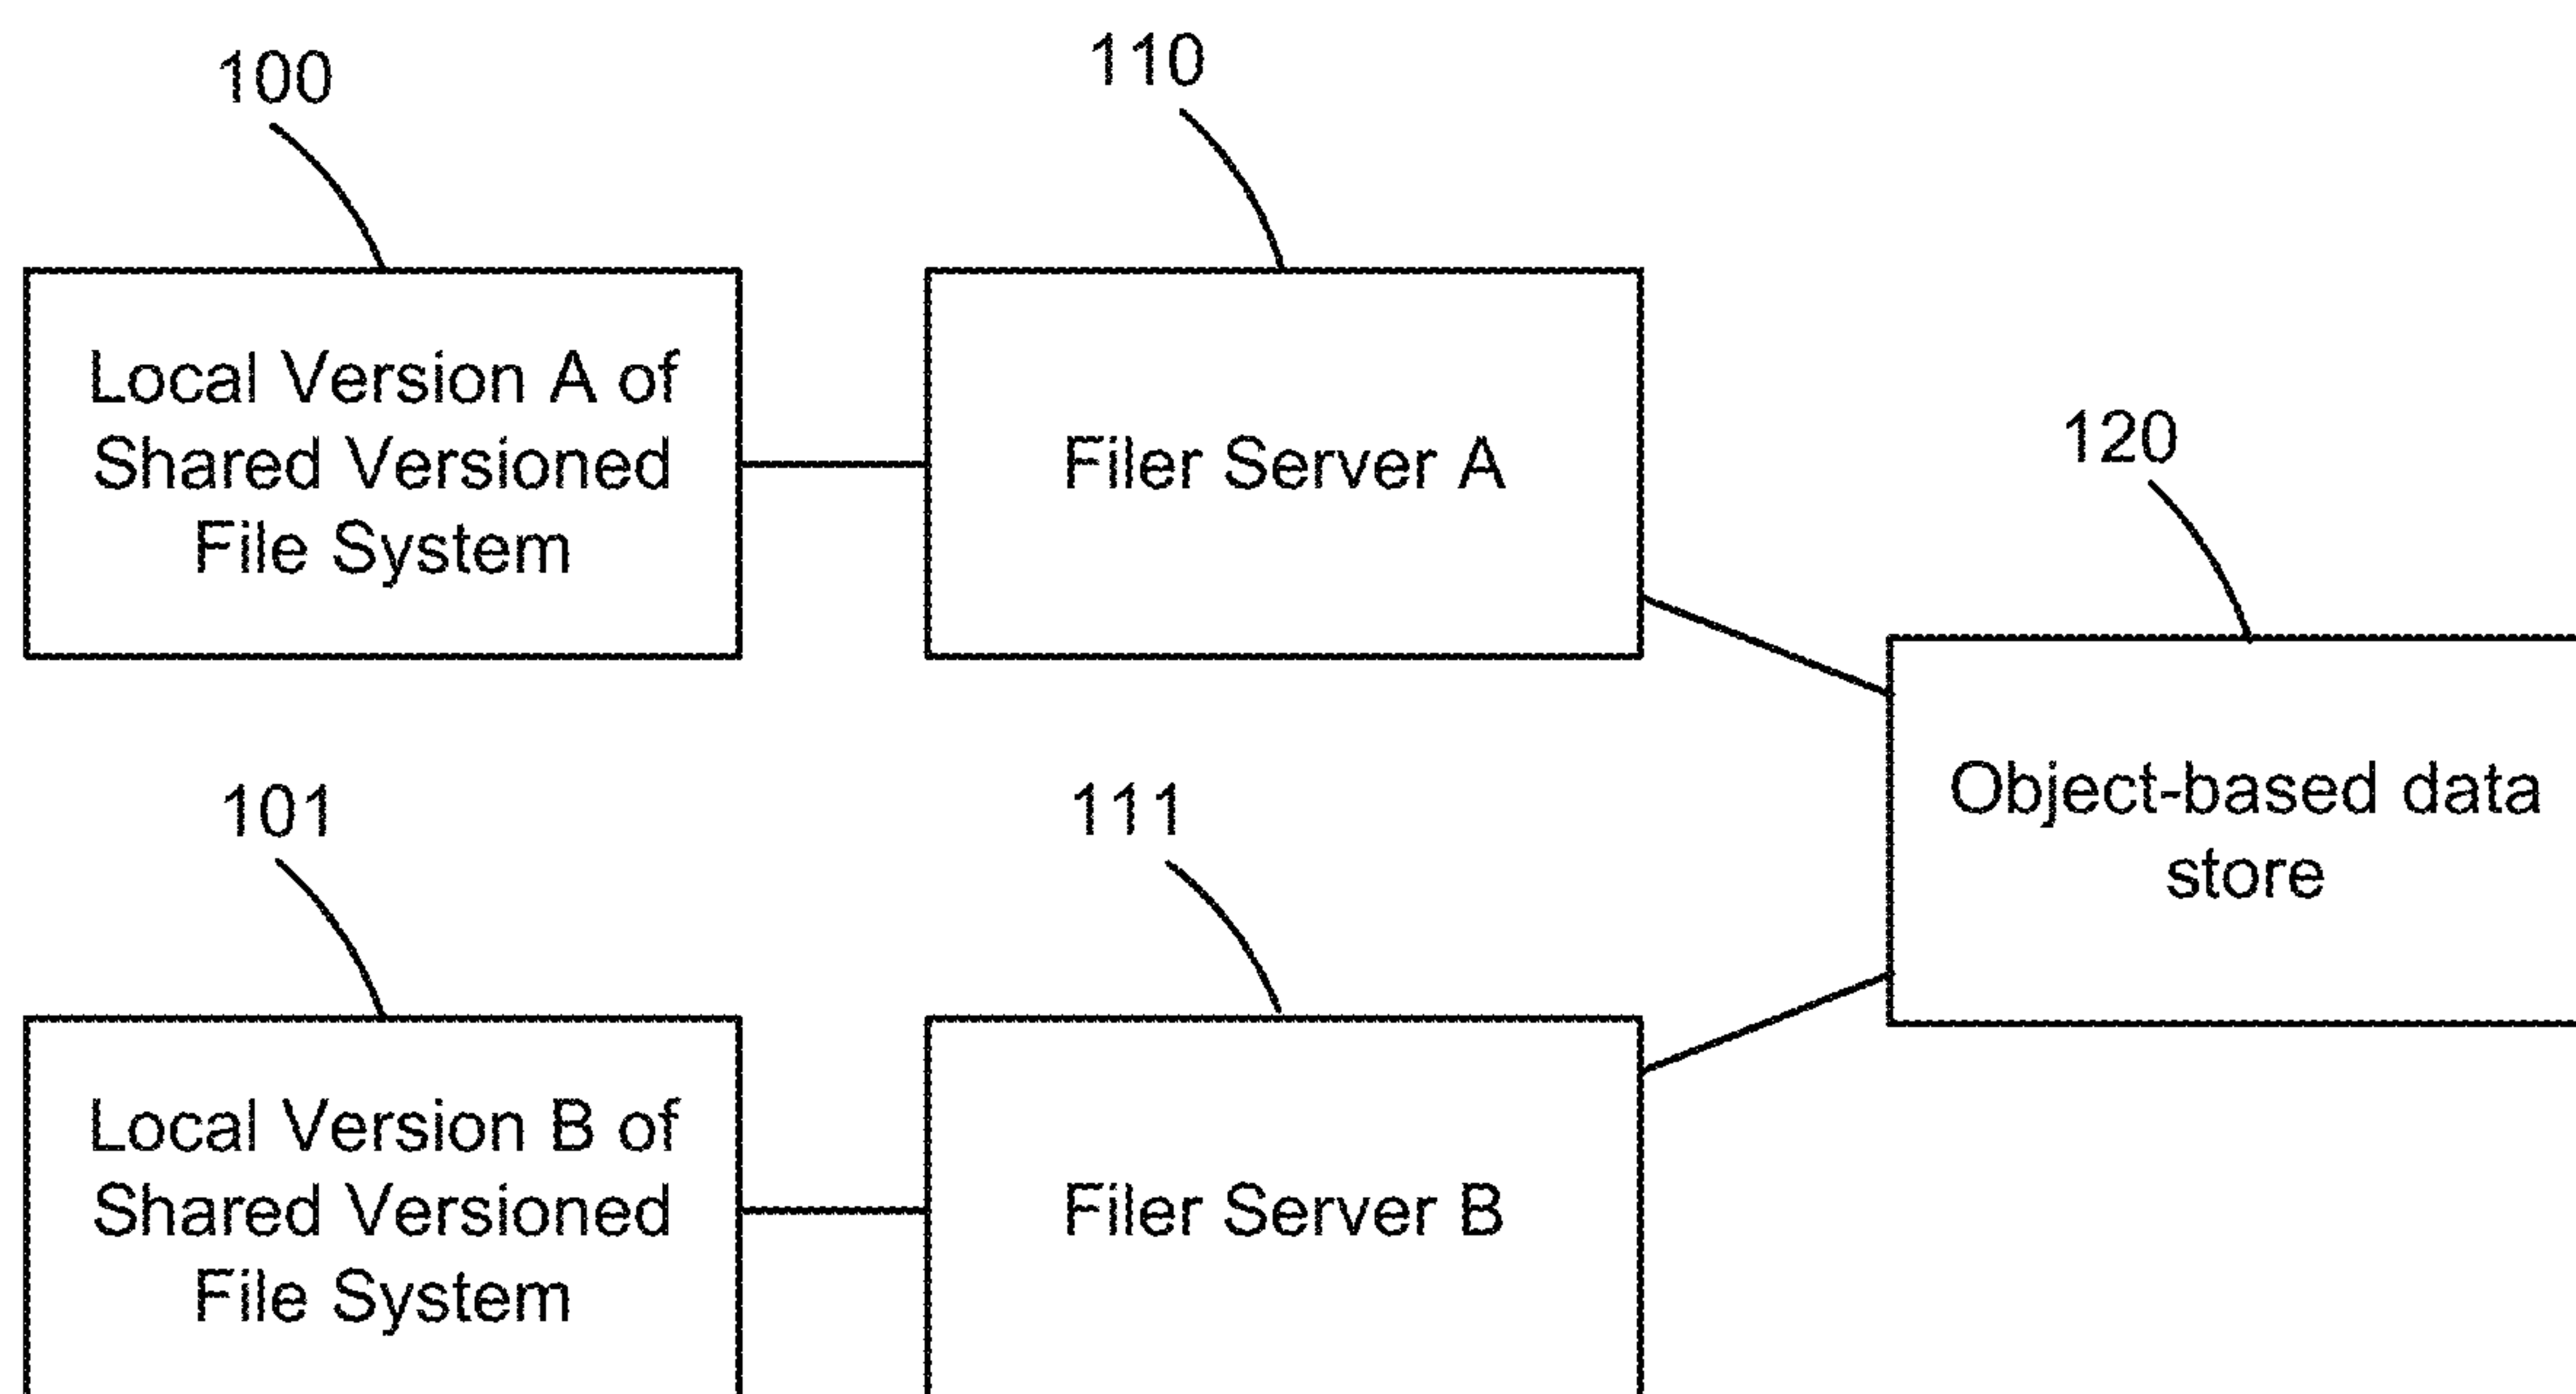 100
110
Local Version A of
Shared Versioned
File System
Filer Server A
120
Object-based data
store
101
111
Local Version B of
Shared Versioned
File System
Filer Server B